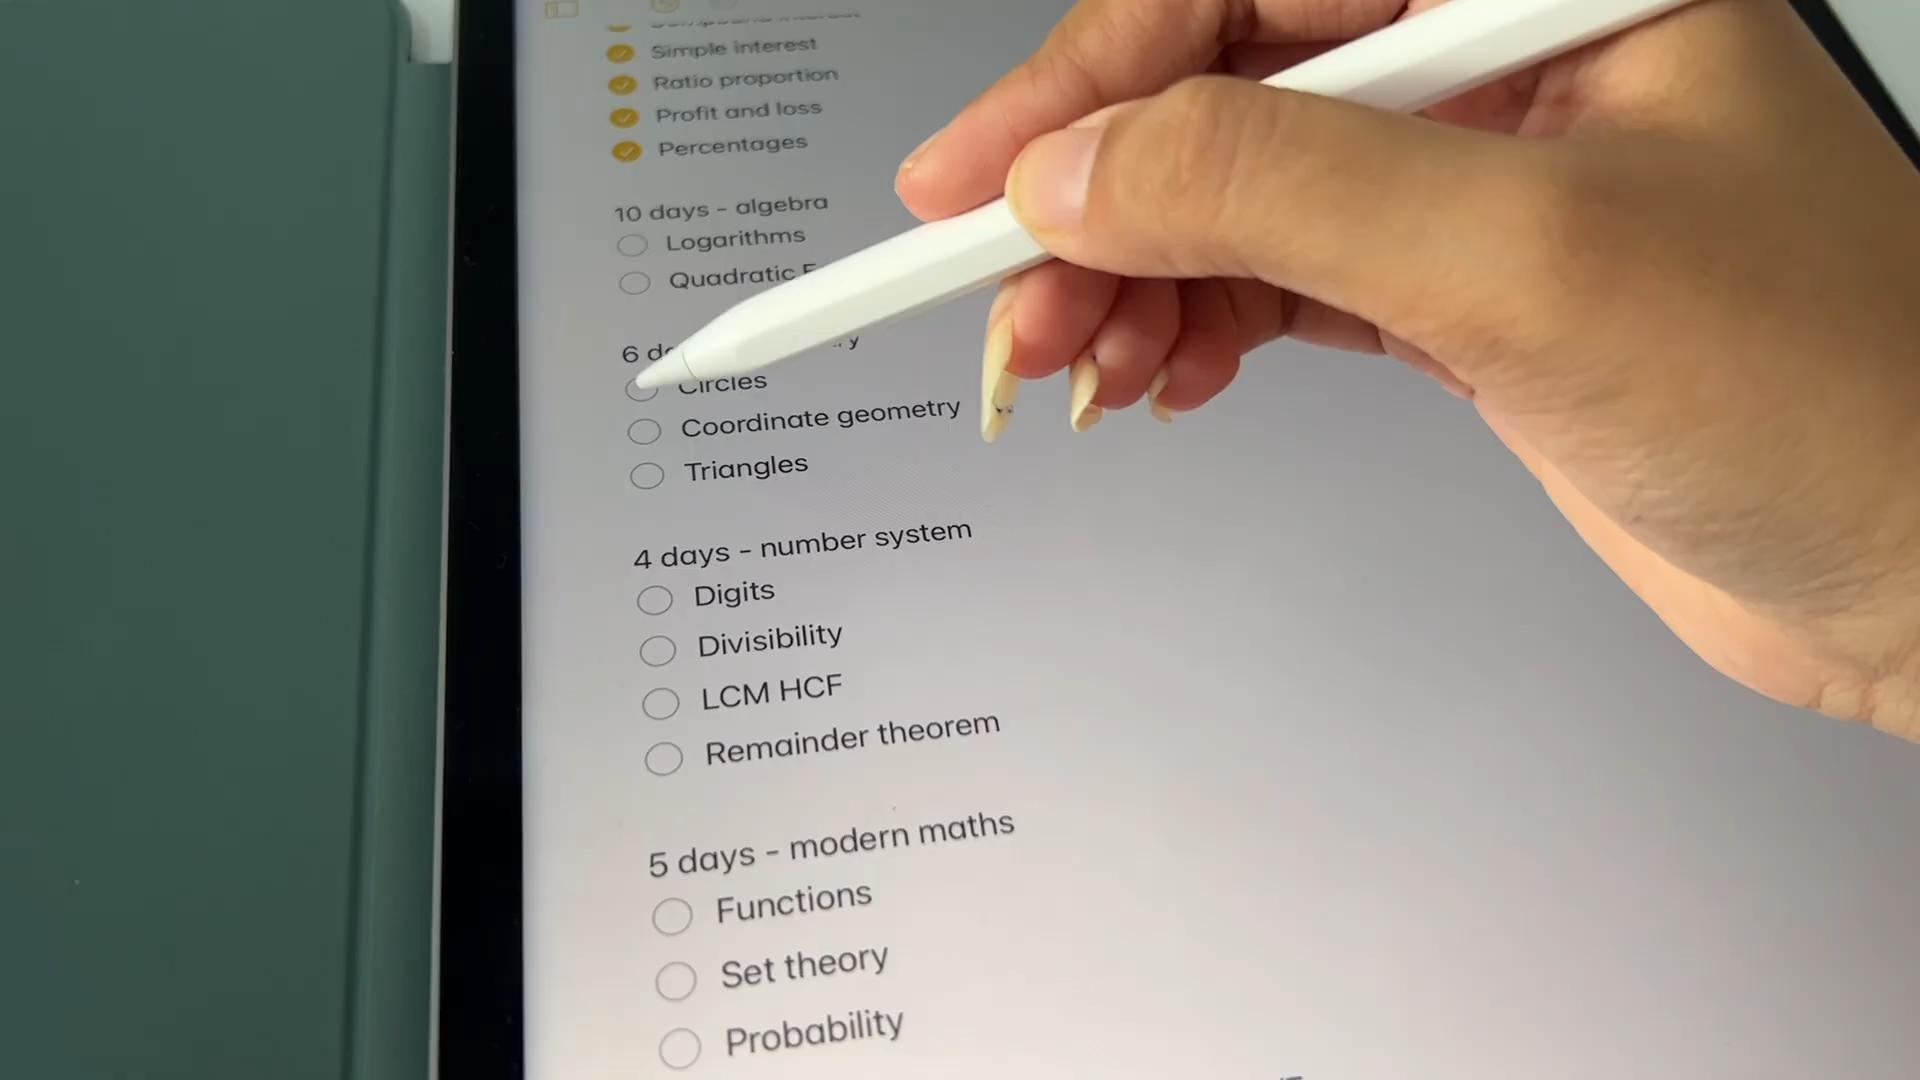 Simple interest
Ratio proportion
Profit and loss
Percentages
10 days - algebra
Logarithms
Quadratic
6
Circles
Coordinate geometry
Triangles
4 days - number system
Digits
Divisibility
LCM HCF
Remainder theorem
5 days - modern maths
Functions
Set theory
Probability